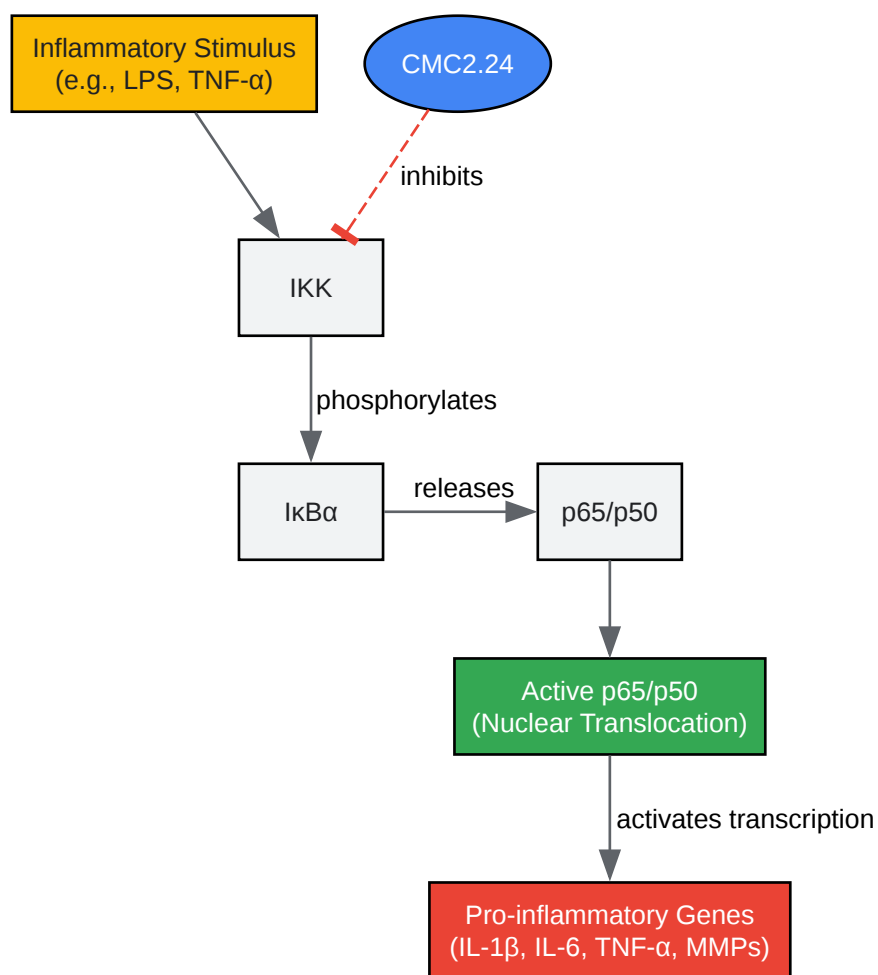 Inflammatory Stimulus
(e.g., LPS, TNF-α)
CMC2.24
inhibits
IKK
phosphorylates
IκBα
releases
p65/p50
Active p65/p50
(Nuclear Translocation)
activates transcription
Pro-inflammatory Genes
(IL-1β, IL-6, TNF-α, MMPs)